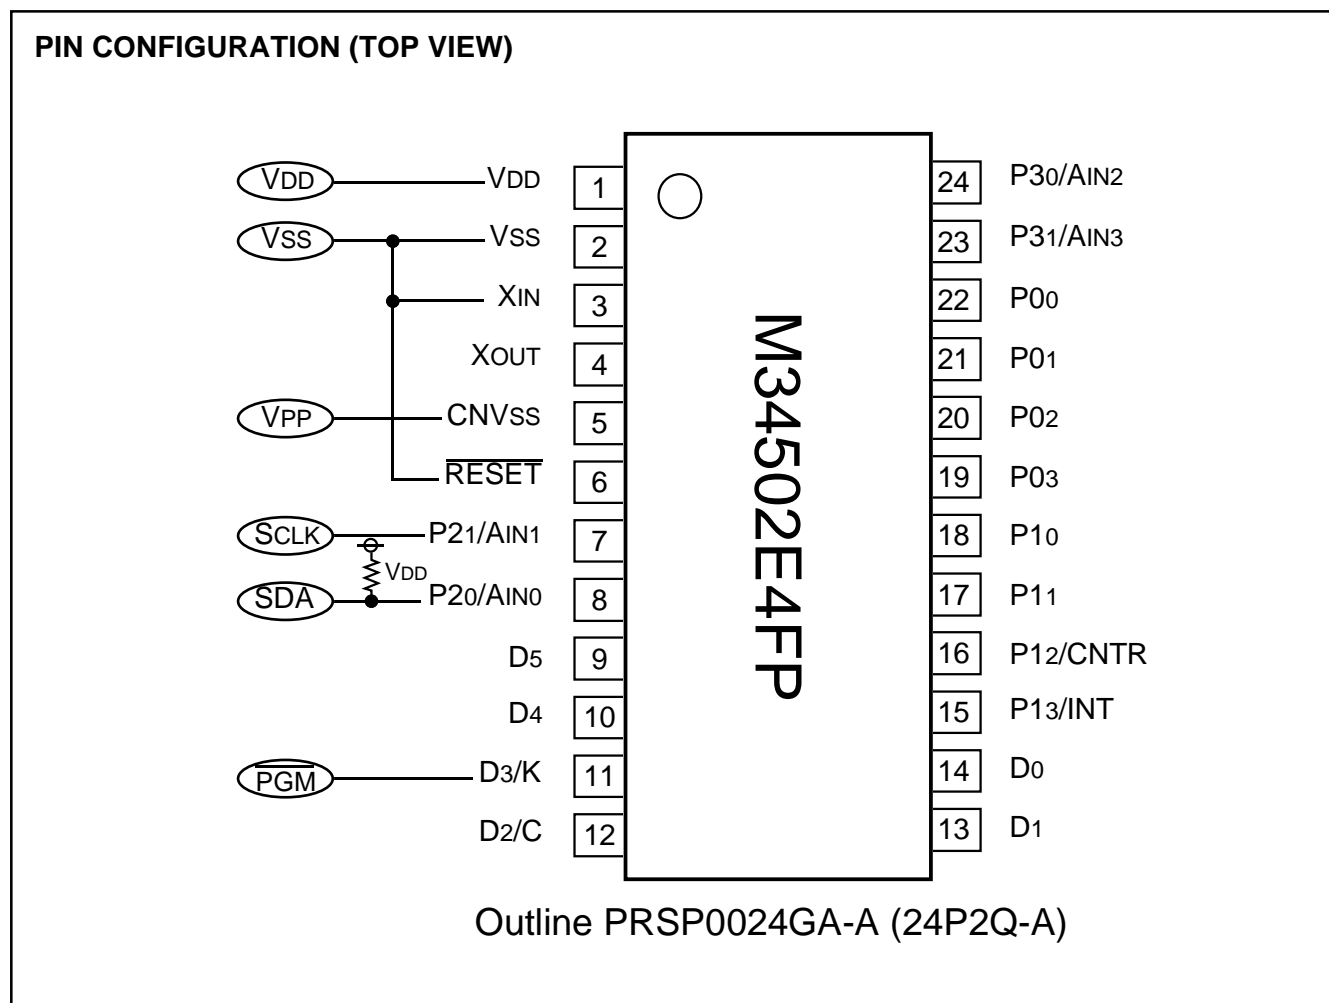 PIN CONFIGURATION (TOP VIEW)
VDD VDD 1 24 P30/AIN2
VSS VSS 2 23 P31/AIN3
XIN 3 22 P00
XOUT 4 21 P01
VPP CNVSS 5 20 P02
RESET 6 19 P03
SCLK P21/AIN1 7 18 P10
VDD
SDA P20/AIN0 8 17 P11
D5 9 16 P12/CNTR
D4 10 15 P13/INT
PGM D3/K 11 14 D0
D2/C 12 13 D1
M34502E4FP
Outline PRSP0024GA-A (24P2Q-A)